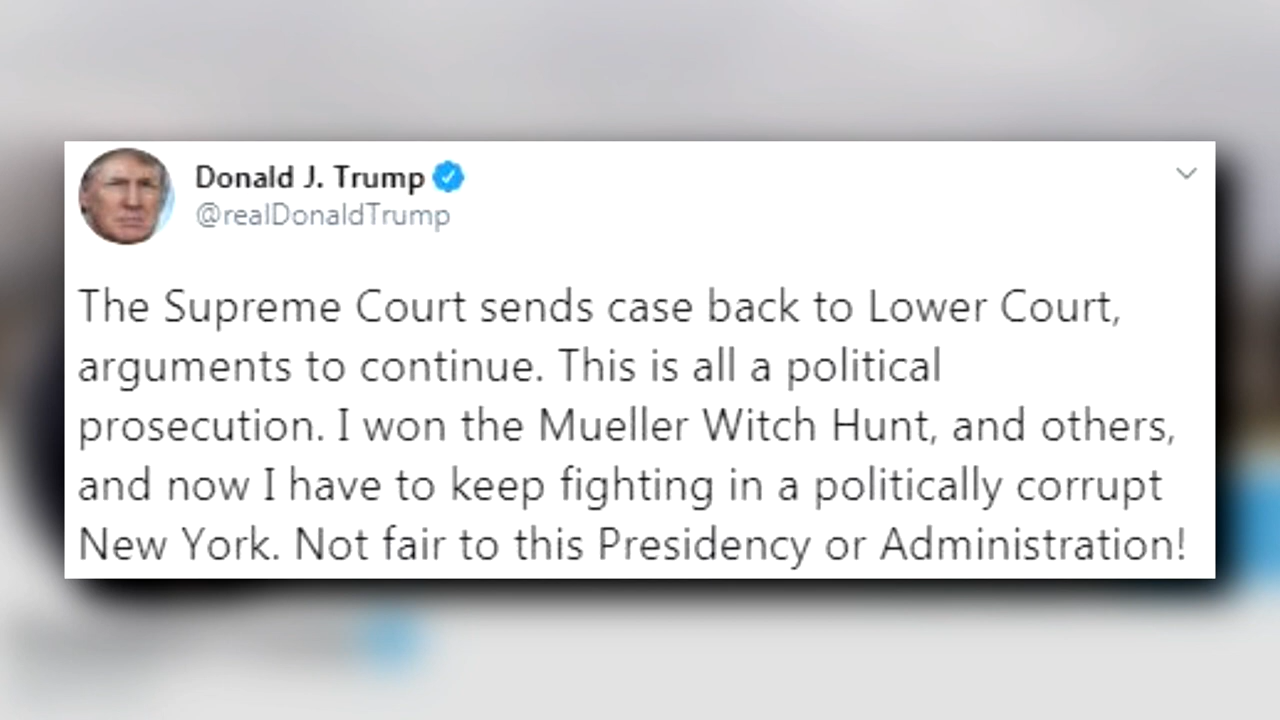 Donald J. Trump
@realDonaldTrump
The Supreme Court sends case back to Lower Court,
arguments to continue. This is all a political
prosecution. I won the Mueller Witch Hunt, and others,
and now I have to keep fighting in a politically corrupt
New York. Not fair to this Presidency or Administration!